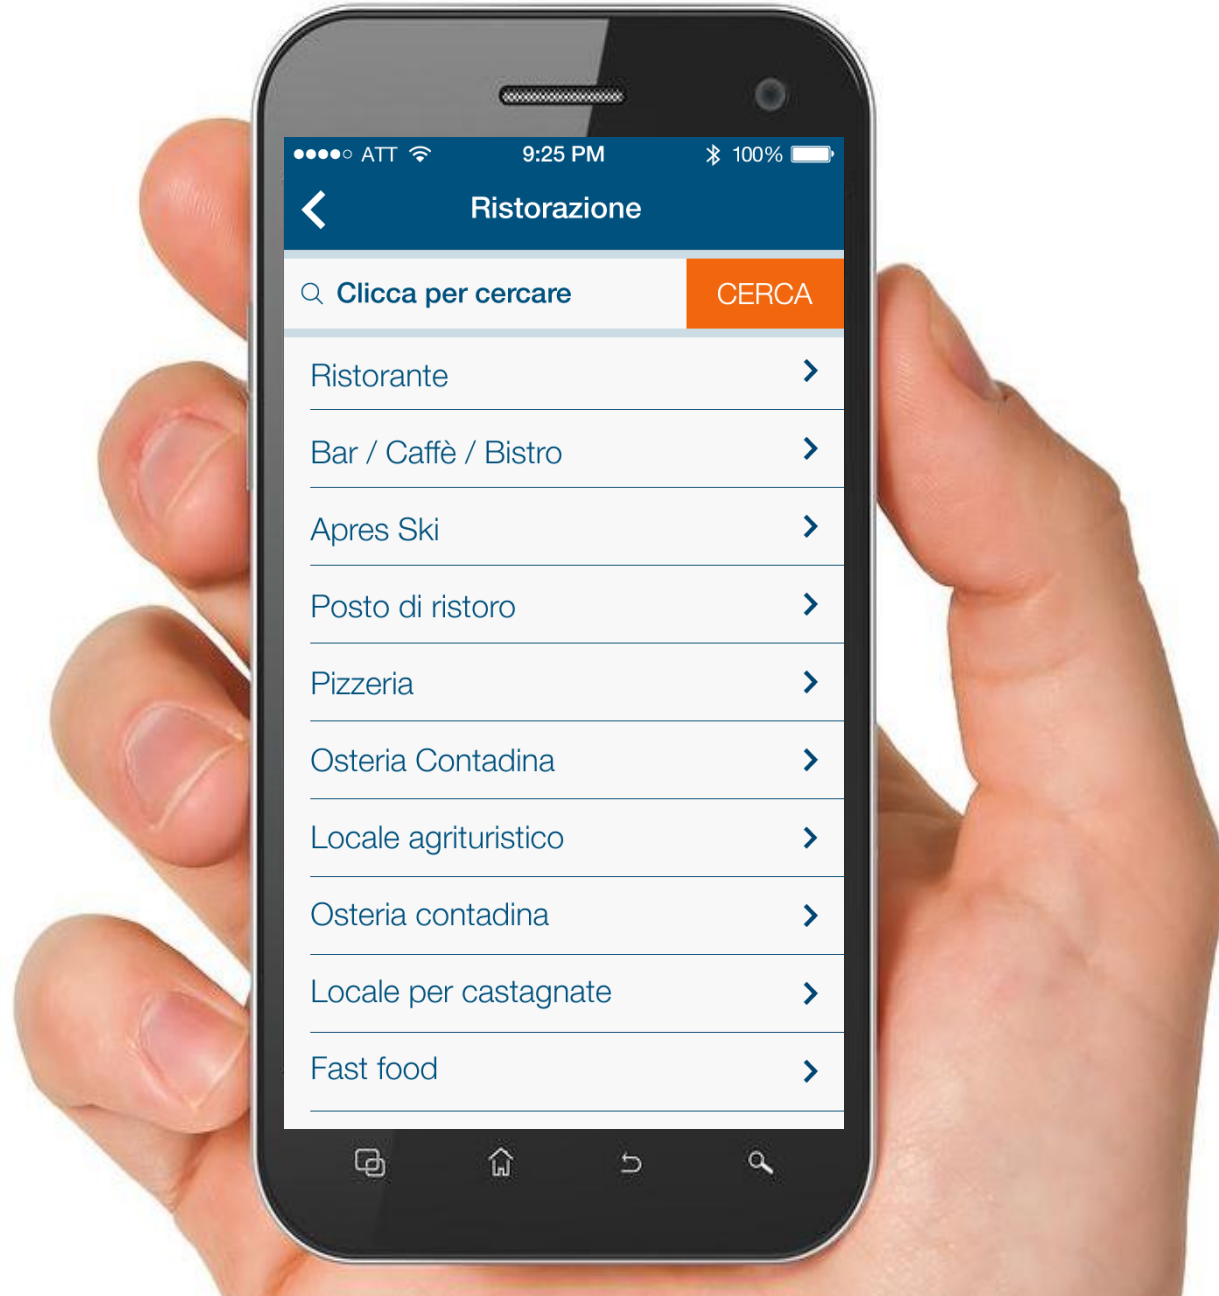 ATT 9:25 PM 100%
Ristorazione
Clicca per cercare CERCA
Ristorante
Bar / Caffè / Bistro
Apres Ski
Posto di ristoro
Pizzeria
Osteria Contadina
Locale agrituristico
Osteria contadina
Locale per castagnate
Fast food